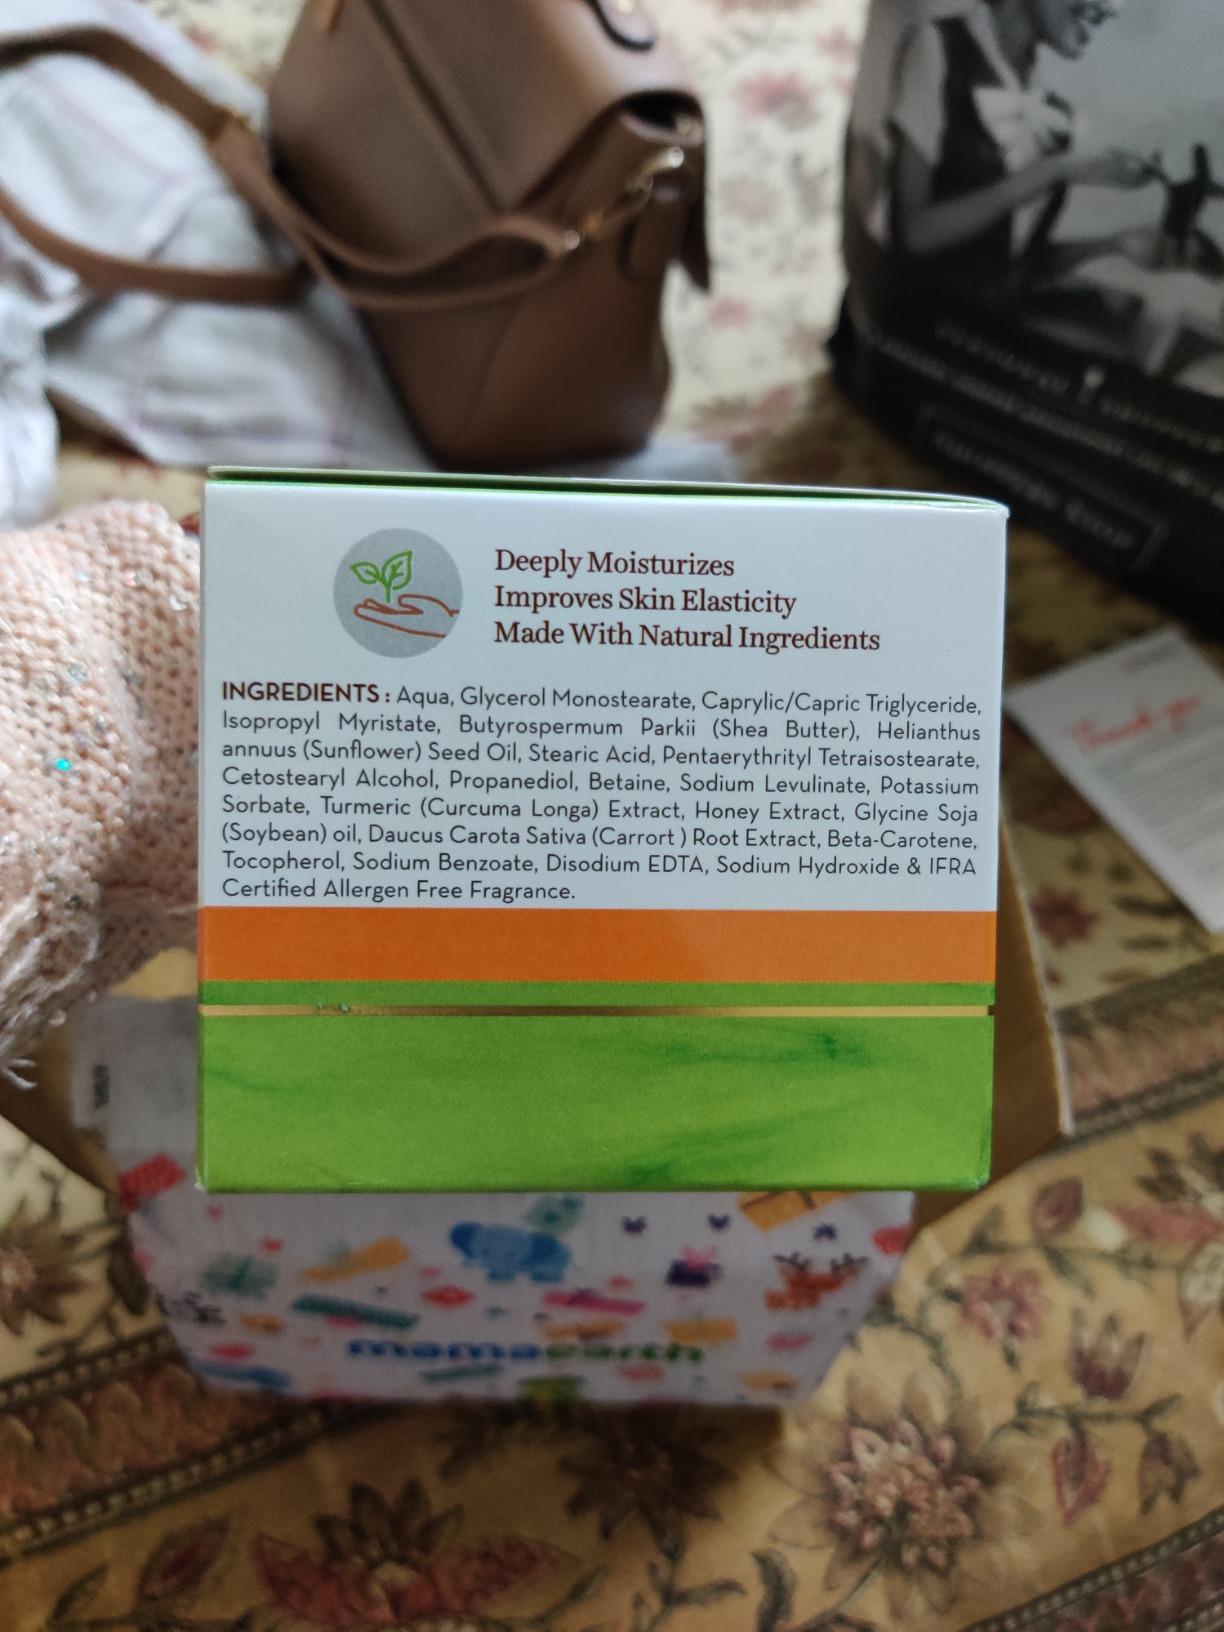 Deeply Moisturizes
Improves Skin Elasticity
Made With Natural Ingredients
INGREDIENTS : Aqua, Glycerol Monostearate, Caprylic/Capric Triglyceride,
Isopropyl Myristate, Butyrospermum Parkii (Shea Butter), Helianthus
annuus (Sunflower) Seed Oil, Stearic Acid, Pentaerythrityl Tetraisostearate,
Cetostearyl Alcohol, Propanediol, Betaine, Sodium Levulinate, Potassium
Sorbate, Turmeric (Curcuma Longa) Extract, Honey Extract, Glycine Soja
(Soybean) oil, Daucus Carota Sativa (Carrort ) Root Extract, Beta-Carotene,
Tocopherol, Sodium Benzoate, Disodium EDTA, Sodium Hydroxide & IFRA
Certified Allergen Free Fragrance.
Thank you
mamaearth